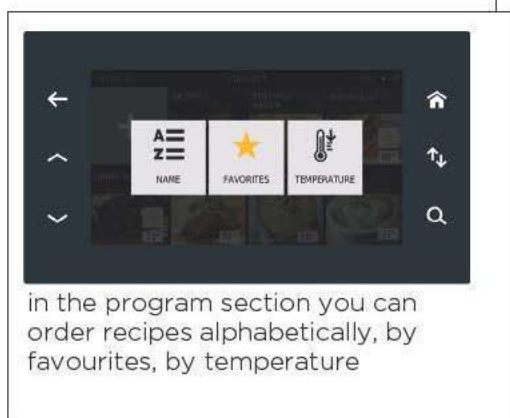 A
Z
NAME
FAVORITES
TEMPERATURE
in the program section you can
order recipes alphabetically, by
favourites, by temperature